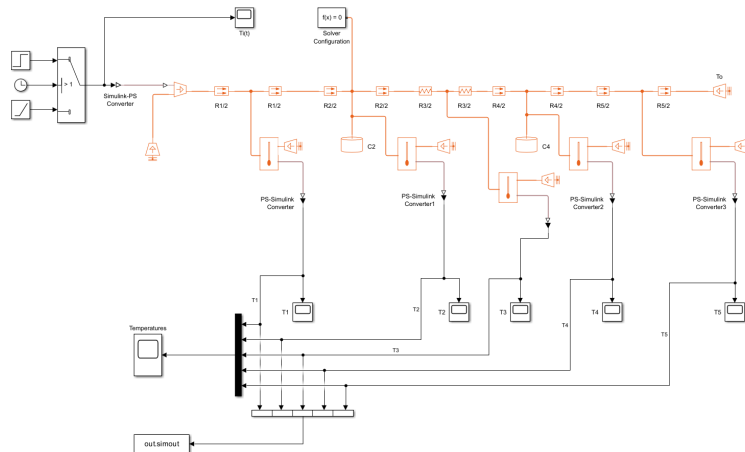 f(x) = 0
Solver
Configuration
Ti(t)
> 1
Simulink-PS
Converter
To
R1/2
R1/2
R2/2
R2/2
R3/2
R3/2
R4/2
R4/2
R5/2
R5/2
C2
C4
PS-Simulink
Converter
PS-Simulink
Converter1
PS-Simulink
Converter2
PS-Simulink
Converter3
T1
T2
T3
T4
T5
T1
T2
T3
T4
T5
Temperatures
out.simout